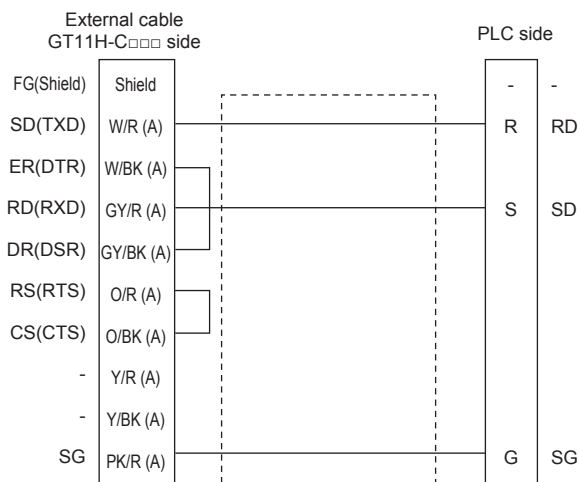 External cable
GT11H-C□□□ side
PLC side
FG(Shield) Shield - -
SD(TXD) W/R (A) R RD
ER(DTR) W/BK (A)
RD(RXD) GY/R (A) S SD
DR(DSR) GY/BK (A)
RS(RTS) O/R (A)
CS(CTS) O/BK (A)
- Y/R (A)
- Y/BK (A)
SG PK/R (A) G SG